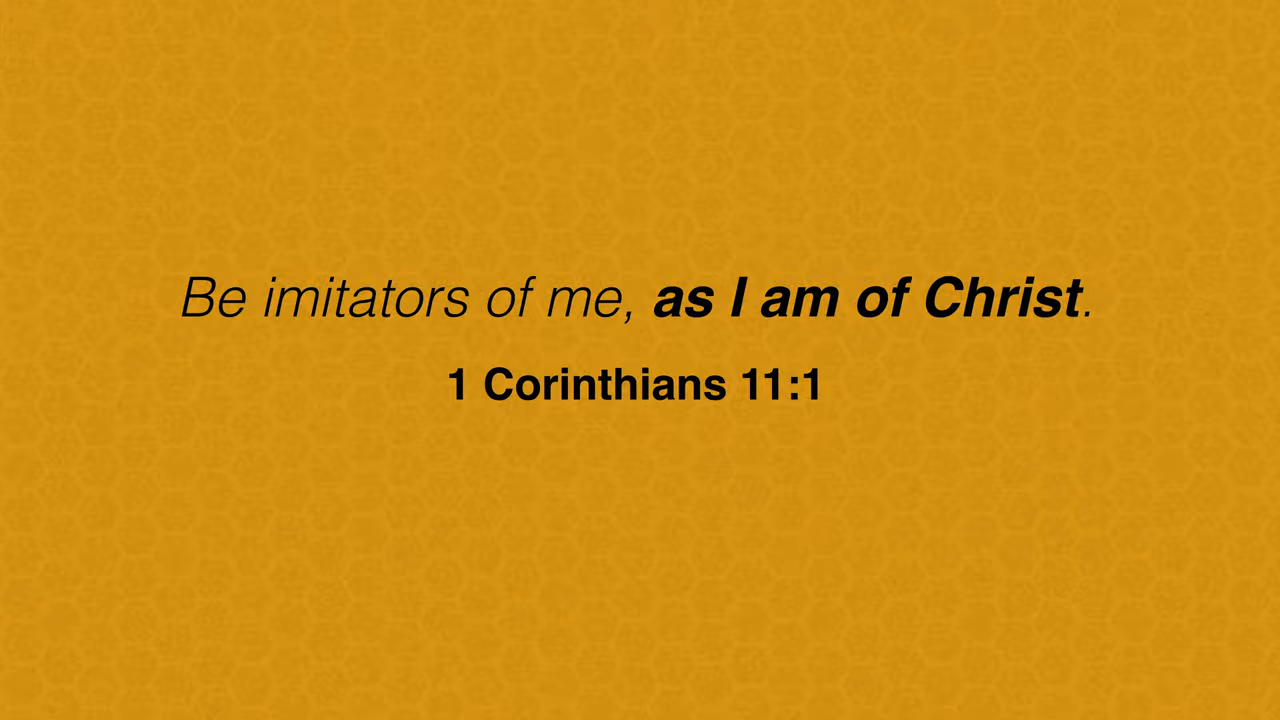 Be imitators of me, as I am of Christ.
1 Corinthians 11:1